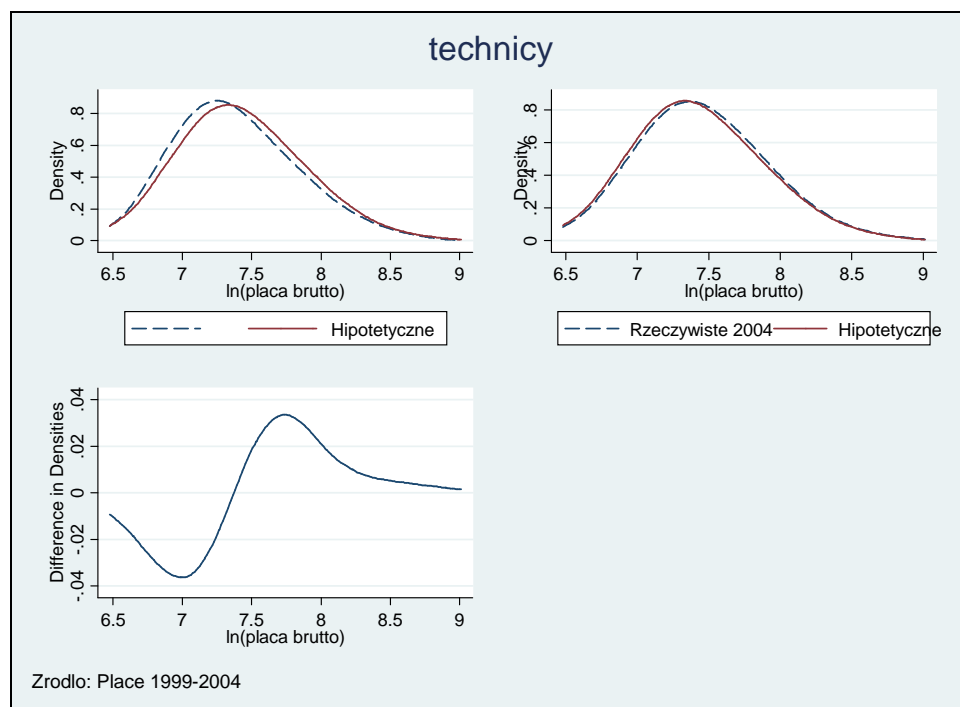 technicy
Density
0 .2 .4 .6 .8
6.5 7 7.5 8 8.5 9
ln(placa brutto)
Hipotetyczne
Density
0 .2 .4 .6 .8
6.5 7 7.5 8 8.5 9
ln(placa brutto)
Rzeczywiste 2004 Hipotetyczne
Difference in Densities
-.04 -.02 0 .02 .04
6.5 7 7.5 8 8.5 9
ln(placa brutto)
Zrodlo: Place 1999-2004